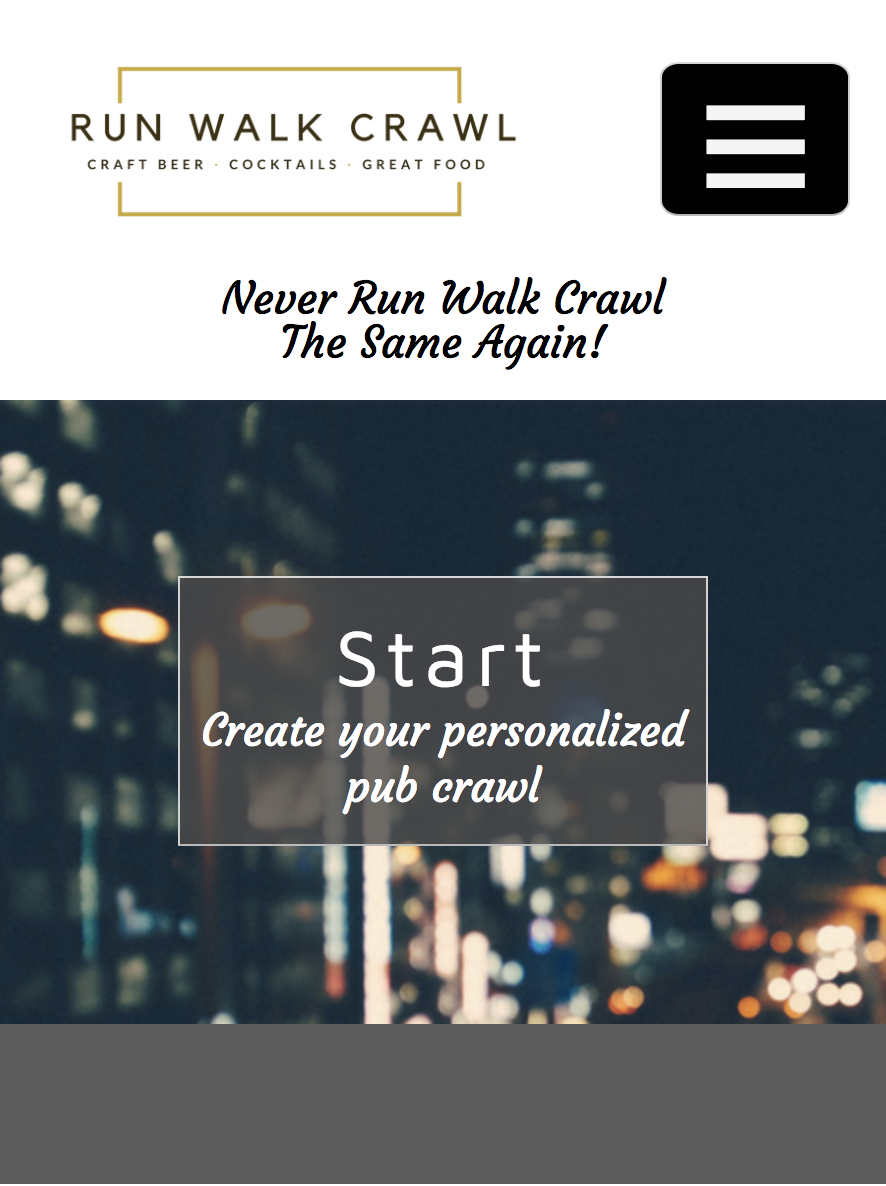 RUN WALK CRAWL
CRAFT BEER · COCKTAILS · GREAT FOOD
Never Run Walk Crawl
The Same Again!
Start
Create your personalized
pub crawl